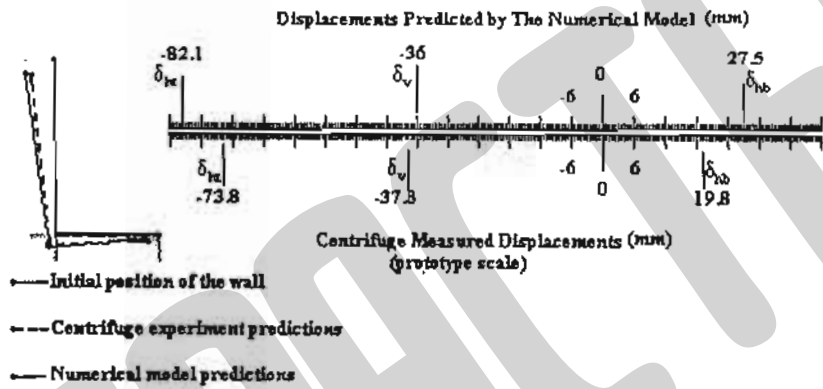 Displacements Predicted by The Numerical Model (mm)
-82.1 -36 0 27.5
δht δv -6 6 δhb
δht δv -6 6 δhb
-73.8 -37.3 0 19.8
Centrifuge Measured Displacements (mm)
(prototype scale)
Initial position of the wall
Centrifuge experiment predictions
Numerical model predictions